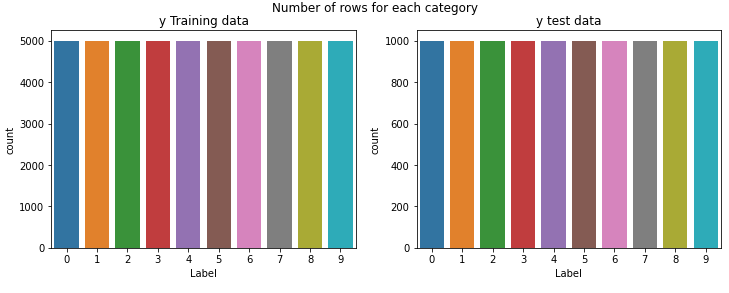 Number of rows for each category
y Training data
5000
4000
3000
2000
1000
0
count
0 1 2 3 4 5 6 7 8 9
Label
y test data
1000
800
600
400
200
0
count
0 1 2 3 4 5 6 7 8 9
Label